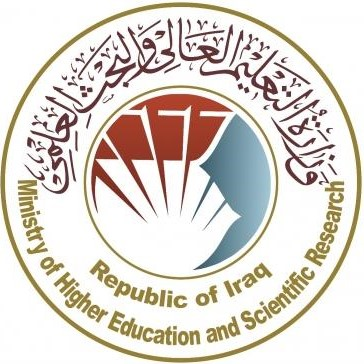 وزارة التعليم العالي والبحث العلمي
Republic of Iraq
Ministry of Higher Education and Scientific Research